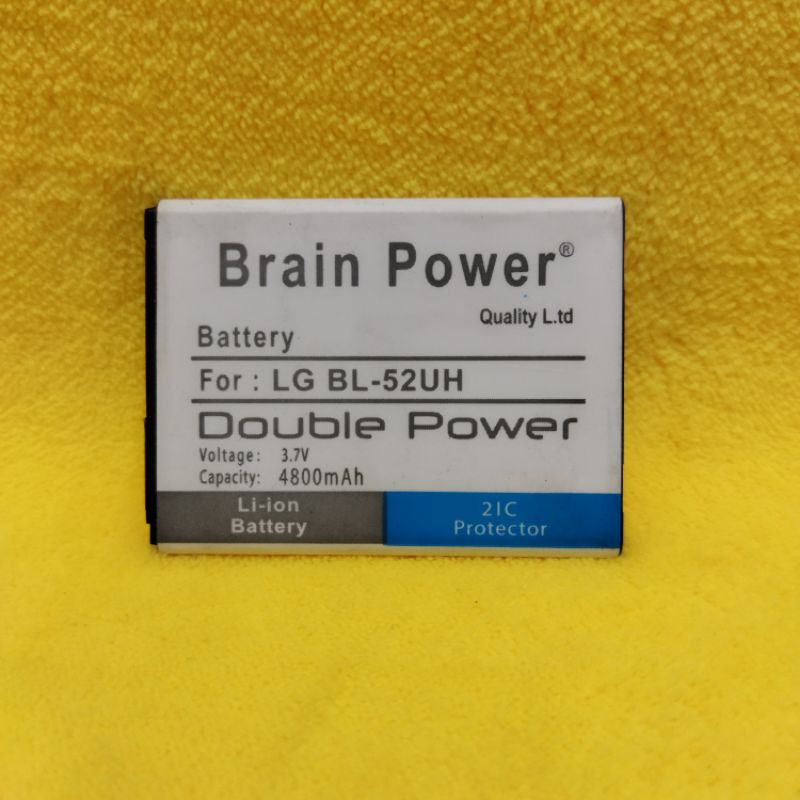 Brain Power®
Quality L.td
Battery
For : LG BL-52UH
Double Power
Voltage: 3.7V
Capacity: 4800mAh
Li-ion
Battery
2IC
Protector